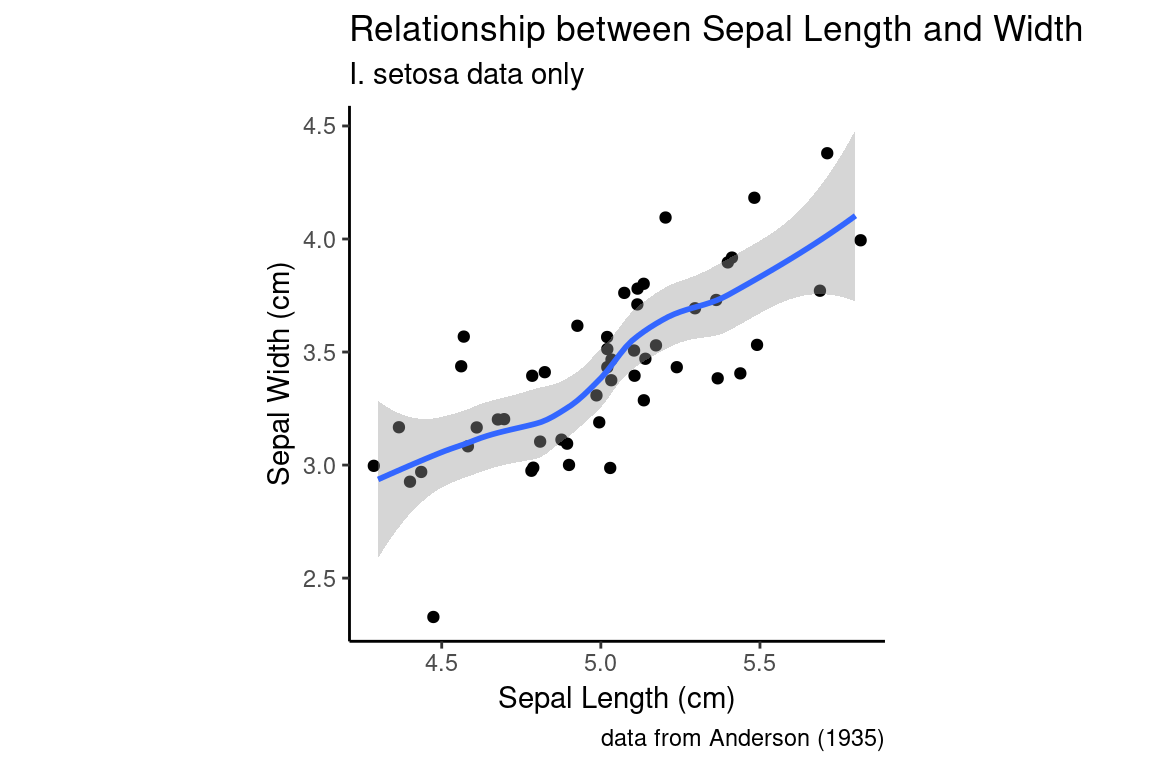 Relationship between Sepal Length and Width
I. setosa data only
4.5
4.0
3.5
3.0
2.5
Sepal Width (cm)
4.5 5.0 5.5
Sepal Length (cm)
data from Anderson (1935)